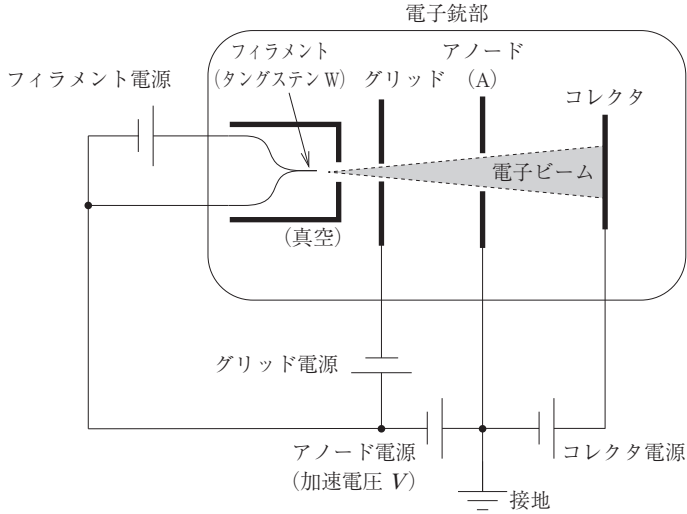 電子銃部
フィラメント
(タングステン W)
グリッド
アノード
(A)
フィラメント電源
コレクタ
電子ビーム
(真空)
グリッド電源
アノード電源
(加速電圧 V)
コレクタ電源
接地